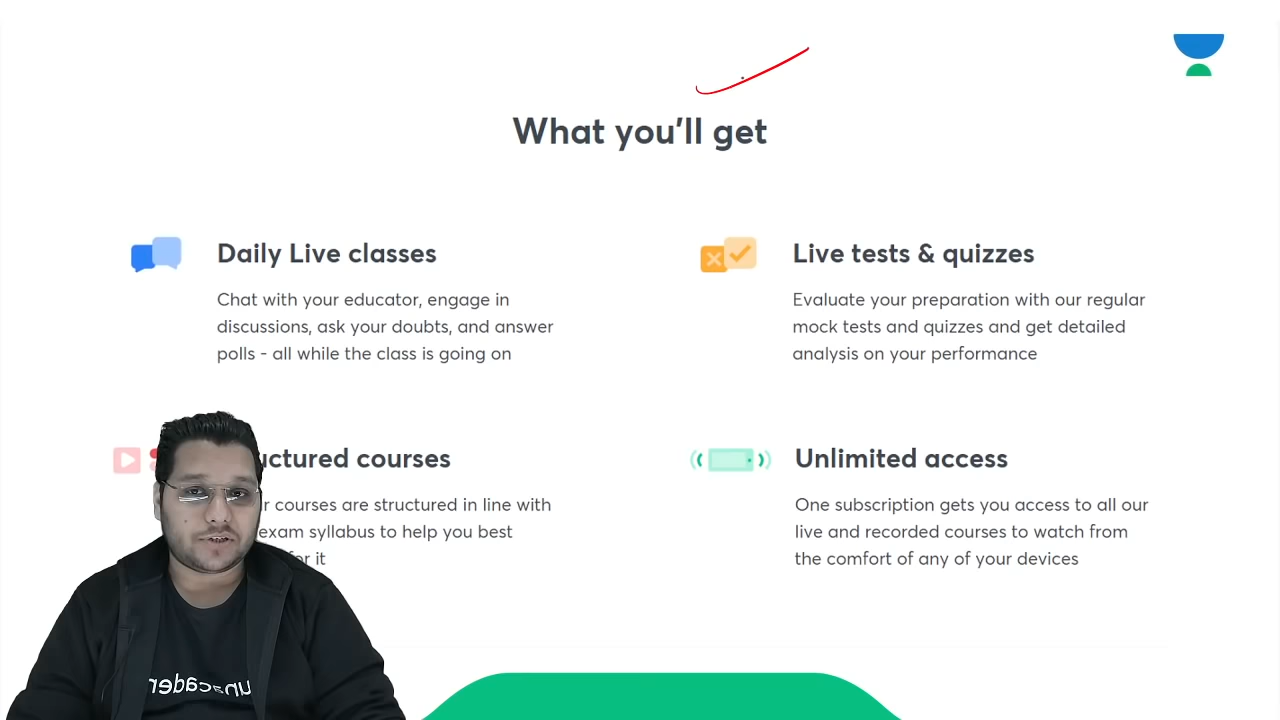 What you'll get
Daily Live classes
Chat with your educator, engage in
discussions, ask your doubts, and answer
polls - all while the class is going on
Live tests & quizzes
Evaluate your preparation with our regular
mock tests and quizzes and get detailed
analysis on your performance
courses
courses are structured in line with
exam syllabus to help you best
it
Unlimited access
One subscription gets you access to all our
live and recorded courses to watch from
the comfort of any of your devices